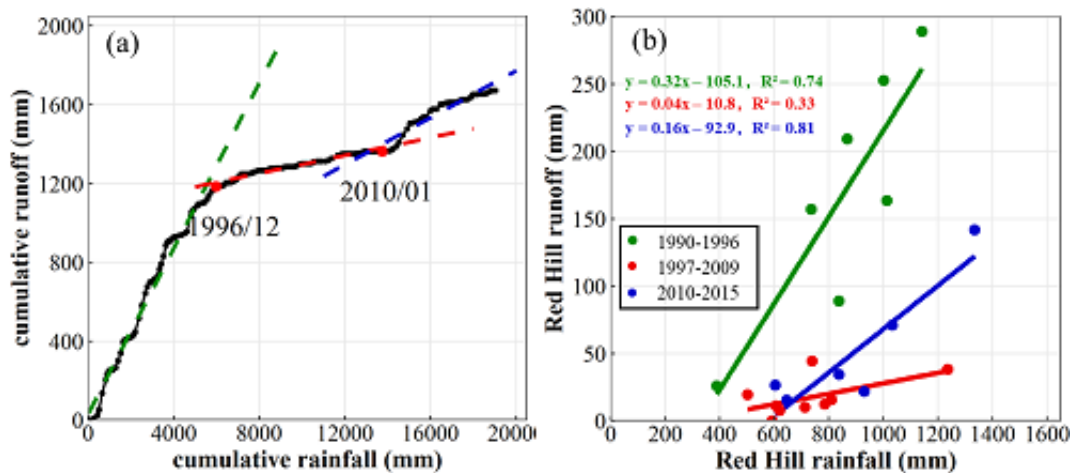 (a)
cumulative runoff (mm)
2000
1600
1200
800
400
0
1996/12
2010/01
0 4000 8000 12000 16000 2000
cumulative rainfall (mm)
(b)
Red Hill runoff (mm)
300
250
200
150
100
50
0
y = 0.32x – 105.1, R² = 0.74
y = 0.04x – 10.8, R² = 0.33
y = 0.16x – 92.9, R² = 0.81
1990-1996
1997-2009
2010-2015
0 200 400 600 800 1000 1200 1400 1600
Red Hill rainfall (mm)